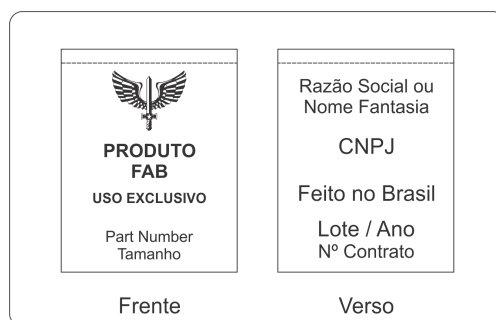 PRODUTO
FAB
USO EXCLUSIVO
Part Number
Tamanho
Frente
Razão Social ou
Nome Fantasia
CNPJ
Feito no Brasil
Lote / Ano
Nº Contrato
Verso